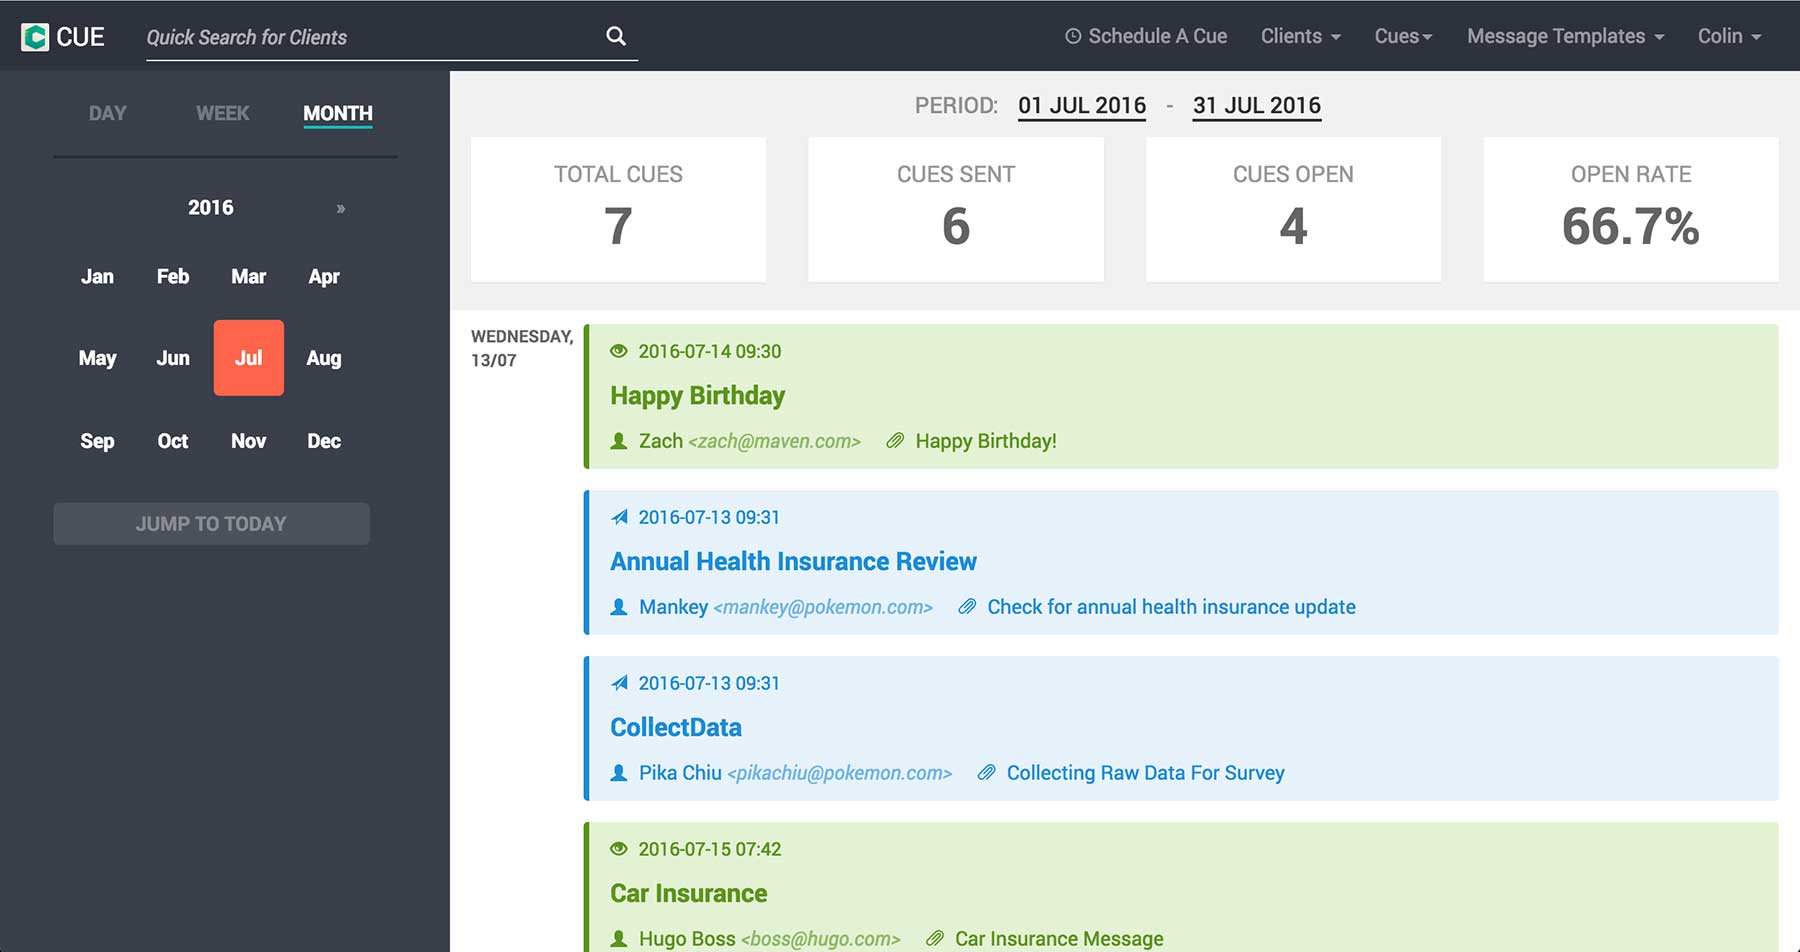 CUE
Quick Search for Clients
Schedule A Cue
Clients
Cues
Message Templates
Colin
DAY WEEK MONTH
2016 »
Jan Feb Mar Apr
May Jun Jul Aug
Sep Oct Nov Dec
JUMP TO TODAY
PERIOD: 01 JUL 2016 - 31 JUL 2016
TOTAL CUES
7
CUES SENT
6
CUES OPEN
4
OPEN RATE
66.7%
WEDNESDAY,
13/07
2016-07-14 09:30
Happy Birthday
Zach <zach@maven.com> Happy Birthday!
2016-07-13 09:31
Annual Health Insurance Review
Mankey <mankey@pokemon.com> Check for annual health insurance update
2016-07-13 09:31
CollectData
Pika Chiu <pikachiu@pokemon.com> Collecting Raw Data For Survey
2016-07-15 07:42
Car Insurance
Hugo Boss <boss@hugo.com> Car Insurance Message